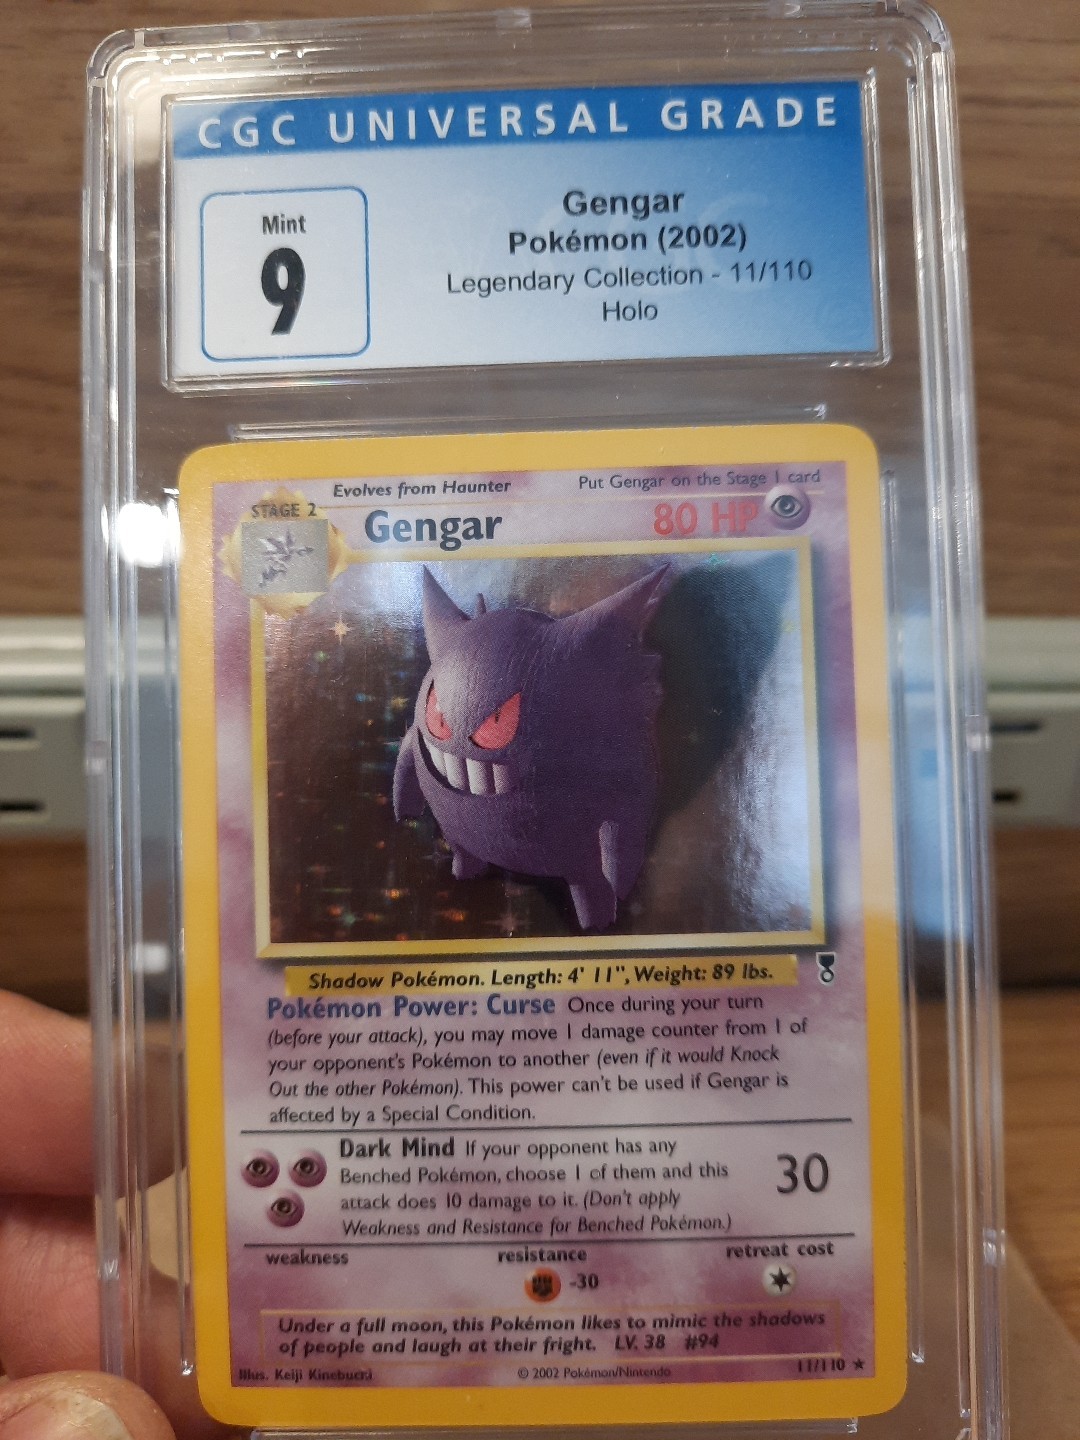 CGC UNIVERSAL GRADE
Mint
9
Gengar
Pokémon (2002)
Legendary Collection - 11/110
Holo
Evolves from Haunter
Put Gengar on the Stage 1 card
STAGE 2
Gengar
80 HP
Shadow Pokémon. Length: 4' 11", Weight: 89 lbs.
Pokémon Power: Curse Once during your turn
(before your attack), you may move 1 damage counter from 1 of
your opponent's Pokémon to another (even if it would Knock
Out the other Pokémon). This power can't be used if Gengar is
affected by a Special Condition.
Dark Mind If your opponent has any
Benched Pokémon, choose 1 of them and this
attack does 10 damage to it. (Don't apply
Weakness and Resistance for Benched Pokémon.)
30
weakness
resistance
retreat cost
-30
Under a full moon, this Pokémon likes to mimic the shadows
of people and laugh at their fright. LV. 38 #94
Illus. Keiji Kinebuchi
© 2002 Pokémon/Nintendo
11/110 ★